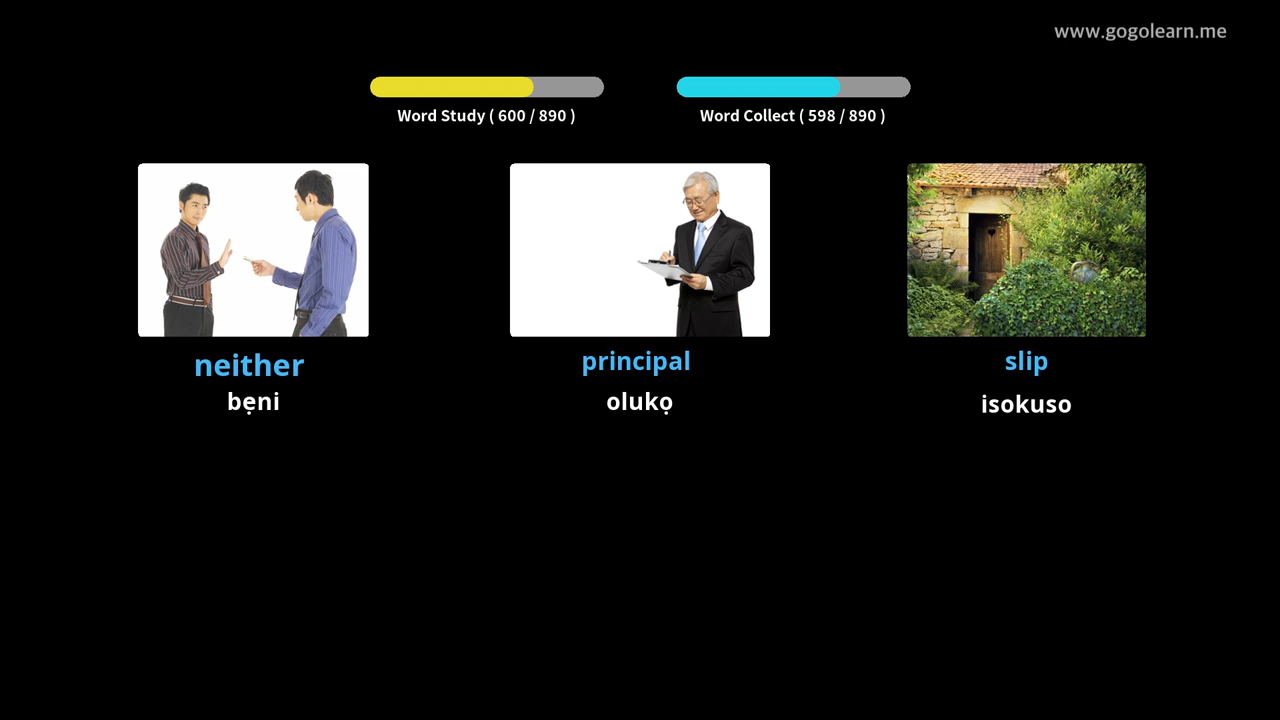 www.gogolearn.me
Word Study ( 600 / 890 )
Word Collect ( 598 / 890 )
neither
bẹni
principal
olukọ
slip
isokuso